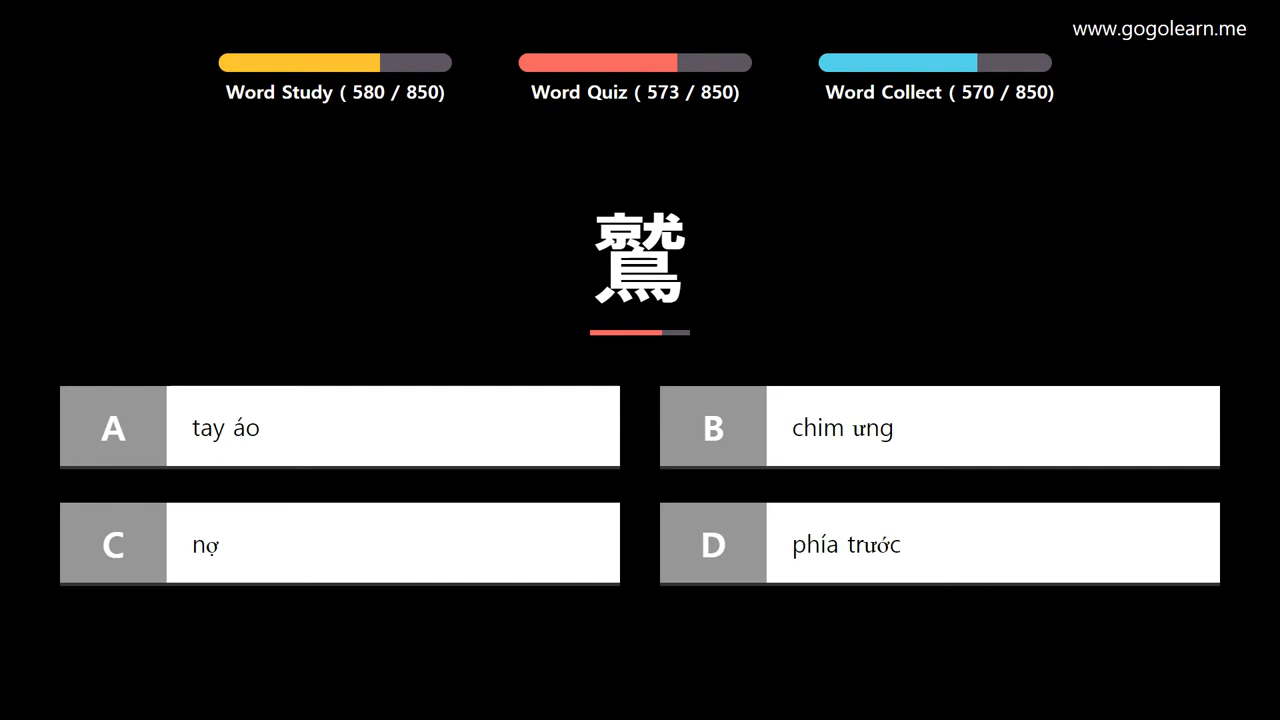 www.gogolearn.me
Word Study ( 580 / 850)
Word Quiz ( 573 / 850)
Word Collect ( 570 / 850)
鷲
A
tay áo
B
chim ưng
C
nợ
D
phía trước